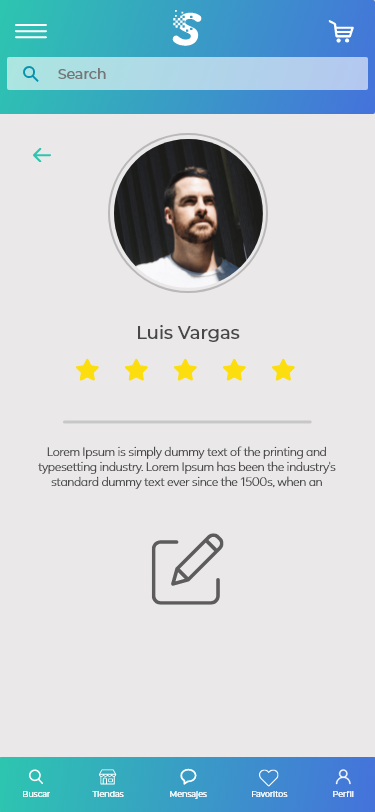 S
Search
Luis Vargas
Lorem Ipsum is simply dummy text of the printing and
typesetting industry. Lorem Ipsum has been the industry's
standard dummy text ever since the 1500s, when an
Buscar Tiendas Mensajes Favoritos Perfil